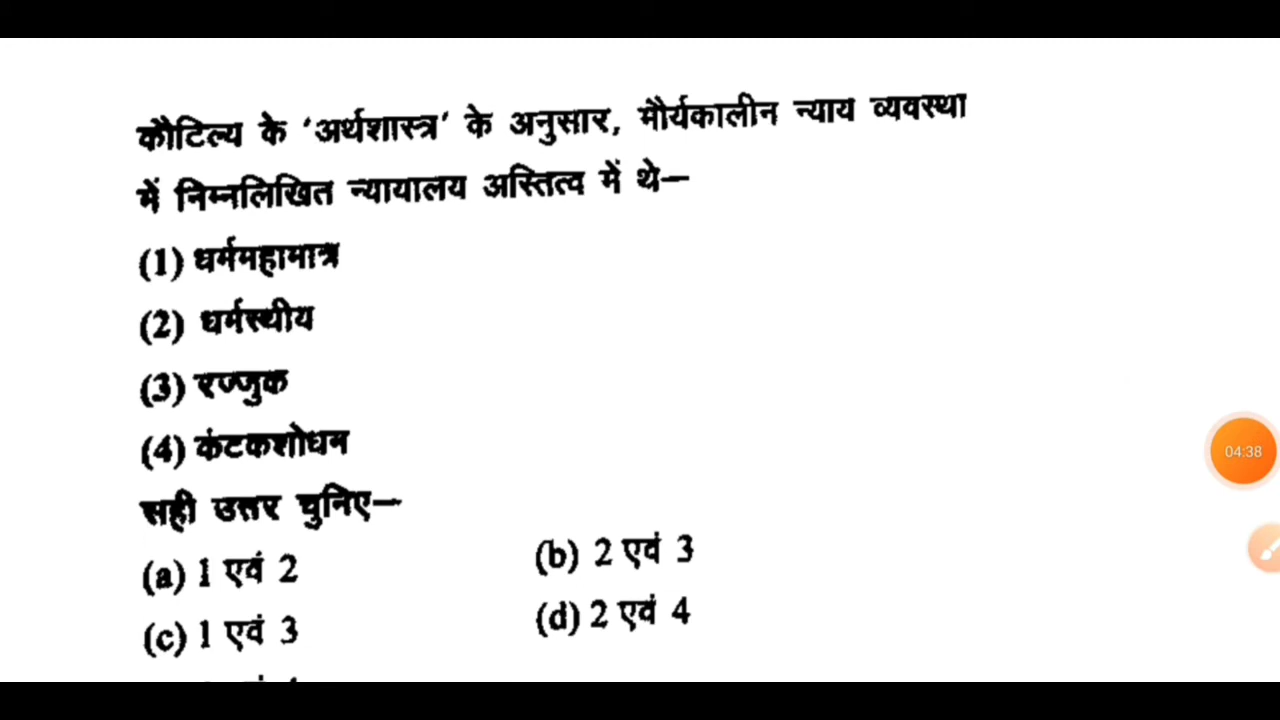 कौटिल्य के ‘अर्थशास्त्र’ के अनुसार, मौर्यकालीन न्याय व्यवस्था
में निम्नलिखित न्यायालय अस्तित्व में थे—
(1) धर्ममहामात्र
(2) धर्मस्थीय
(3) रज्जुक
(4) कंटकशोधन
सही उत्तर चुनिए—
(a) 1 एवं 2 (b) 2 एवं 3
(c) 1 एवं 3 (d) 2 एवं 4
04:38